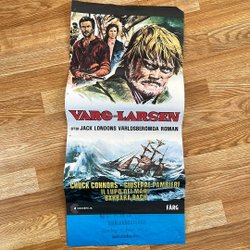 VARG-LARSEN
EFTER JACK LONDONS VÄRLDSBERÖMDA ROMAN
CHUCK CONNORS - GIUSEPPE PAMBIERI
IL LUPO DEI MARI
BARBARA BACH
FÄRG